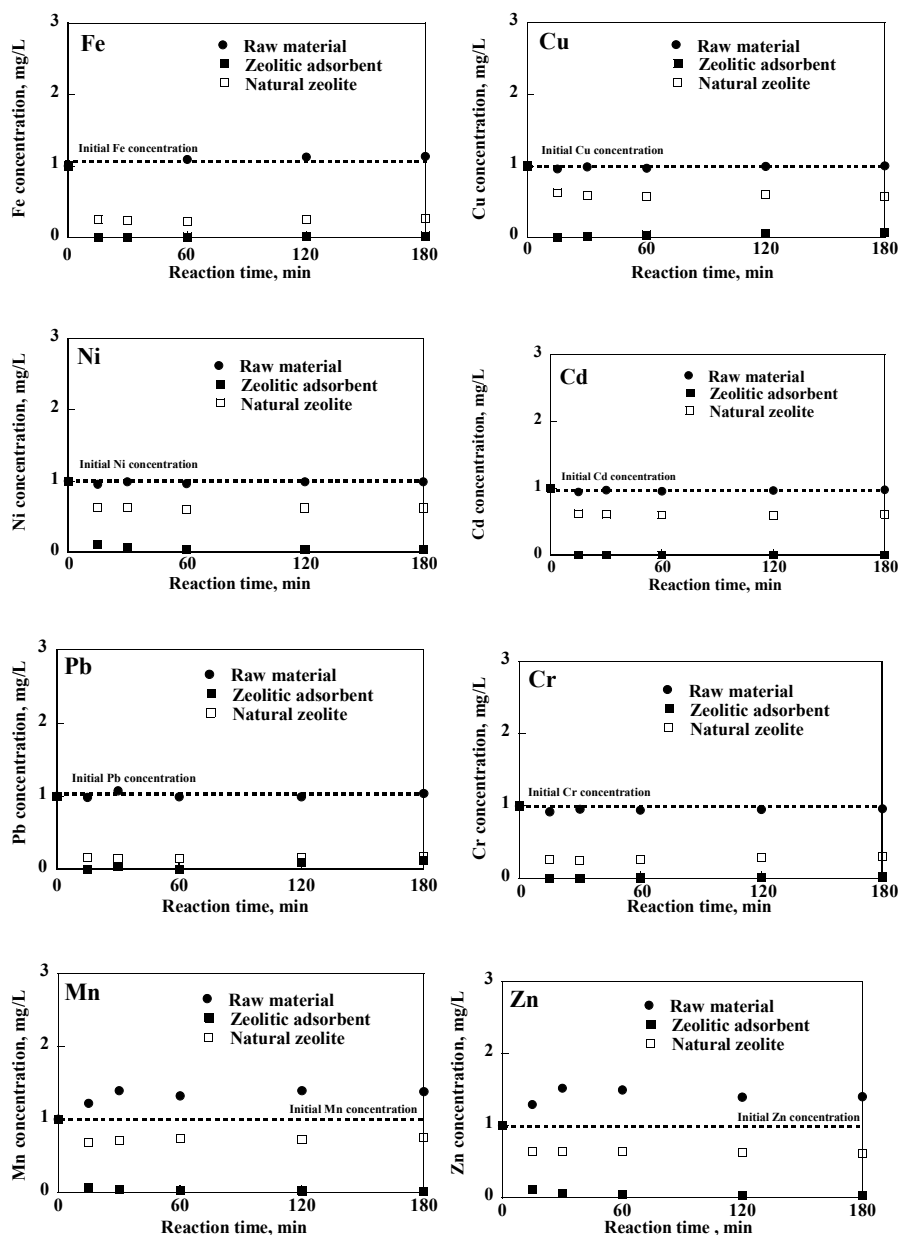 Fe
Raw material
Zeolitic adsorbent
Natural zeolite
Initial Fe concentration
Fe concentration, mg/L
3
2
1
0
0 60 120 180
Reaction time, min
Cu
Raw material
Zeolitic adsorbent
Natural zeolite
Initial Cu concentration
Cu concentration, mg/L
3
2
1
0
0 60 120 180
Reaction time, min
Ni
Raw material
Zeolitic adsorbent
Natural zeolite
Initial Ni concentration
Ni concentration, mg/L
3
2
1
0
0 60 120 180
Reaction time, min
Cd
Raw material
Zeolitic adsorbent
Natural zeolite
Initial Cd concentration
Cd concentraiton, mg/L
3
2
1
0
0 60 120 180
Reaction time, min
Pb
Raw material
Zeolitic adsorbent
Natural zeolite
Initial Pb concentration
Pb concentration, mg/L
3
2
1
0
0 60 120 180
Reaction time, min
Cr
Raw material
Zeolitic adsorbent
Natural zeolite
Initial Cr concentration
Cr concentration, mg/L
3
2
1
0
0 60 120 180
Reaction time, min
Mn
Raw material
Zeolitic adsorbent
Natural zeolite
Initial Mn concentration
Mn concentration, mg/L
3
2
1
0
0 60 120 180
Reaction time, min
Zn
Raw material
Zeolitic adsorbent
Natural zeolite
Initial Zn concentration
Zn concentration, mg/L
3
2
1
0
0 60 120 180
Reaction time , min